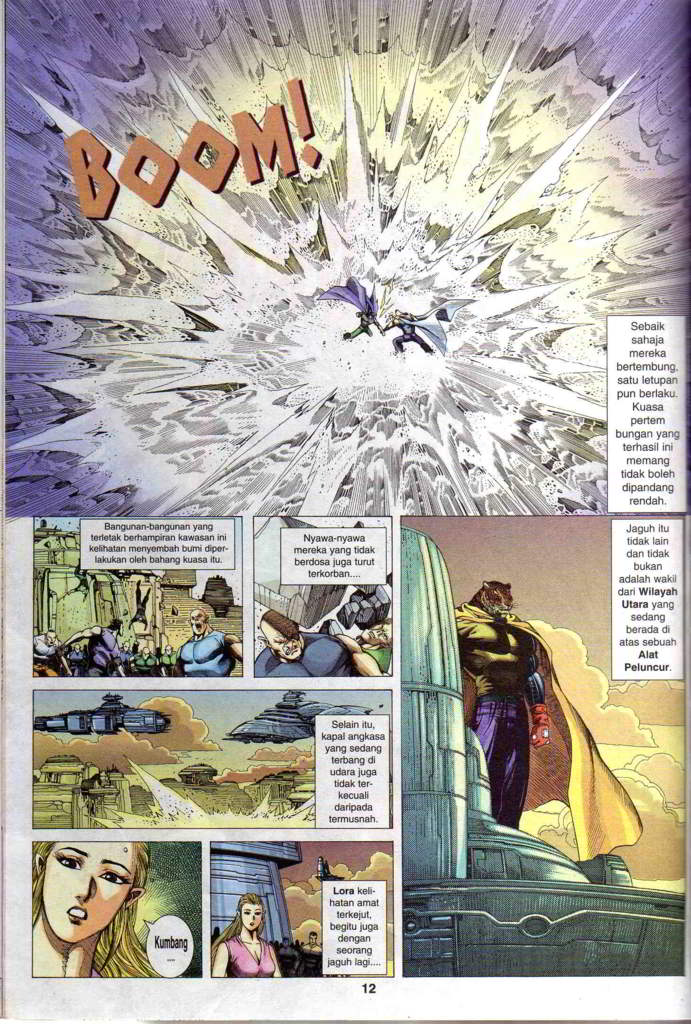 BOOM!
Sebaik
sahaja
mereka
bertembung,
satu letupan
pun berlaku.
Kuasa
pertem
bungan yang
terhasil ini
memang
tidak boleh
dipandang
rendah.
Bangunan-bangunan yang
terletak berhampiran kawasan ini
kelihatan menyembah bumi diper-
lakukan oleh bahang kuasa itu.
Nyawa-nyawa
mereka yang tidak
berdosa juga turut
terkorban....
Jaguh itu
tidak lain
dan tidak
bukan
adalah wakil
dari Wilayah
Utara yang
berada di
atas sebuah
Alat
Peluncur.
Selain itu,
kapal angkasa
yang sedang
terbang di
udara juga
tidak ter-
kecuali
daripada
termusnah.
Kumbang
....
Lora keli-
hatan amat
terkejut,
begitu juga
dengan
seorang
jaguh lagi....
12